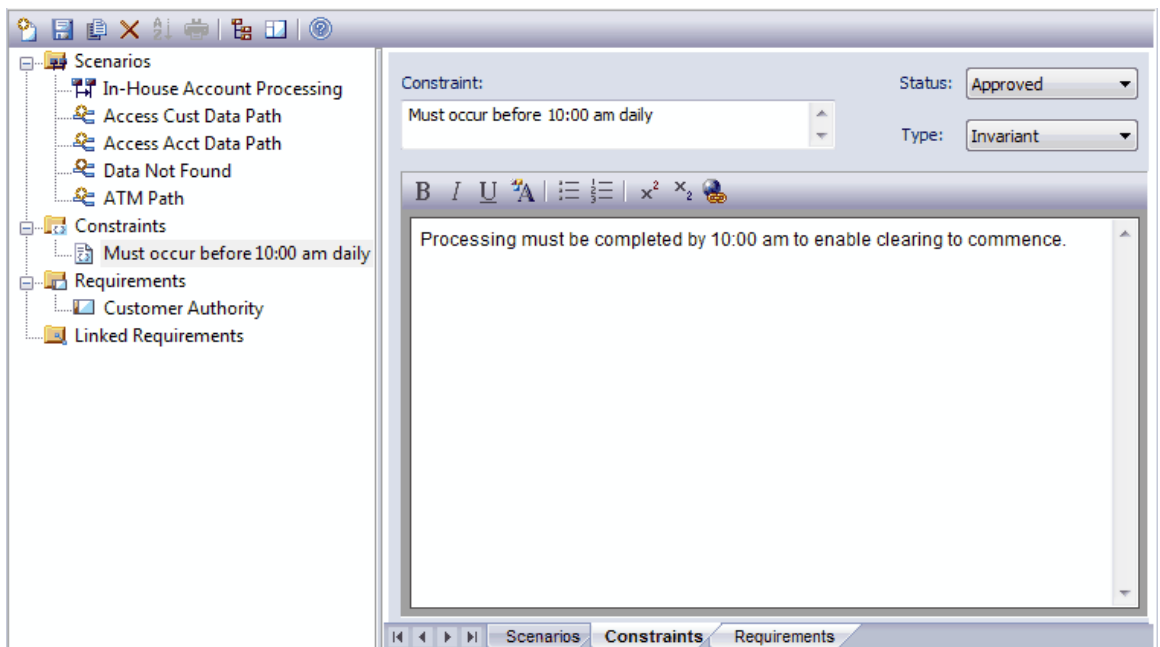 Scenarios
In-House Account Processing
Access Cust Data Path
Access Acct Data Path
Data Not Found
ATM Path
Constraints
Must occur before 10:00 am daily
Requirements
Customer Authority
Linked Requirements
Constraint:
Status: Approved
Must occur before 10:00 am daily
Type: Invariant
B I U A x² x₂
Processing must be completed by 10:00 am to enable clearing to commence.
Scenarios Constraints Requirements